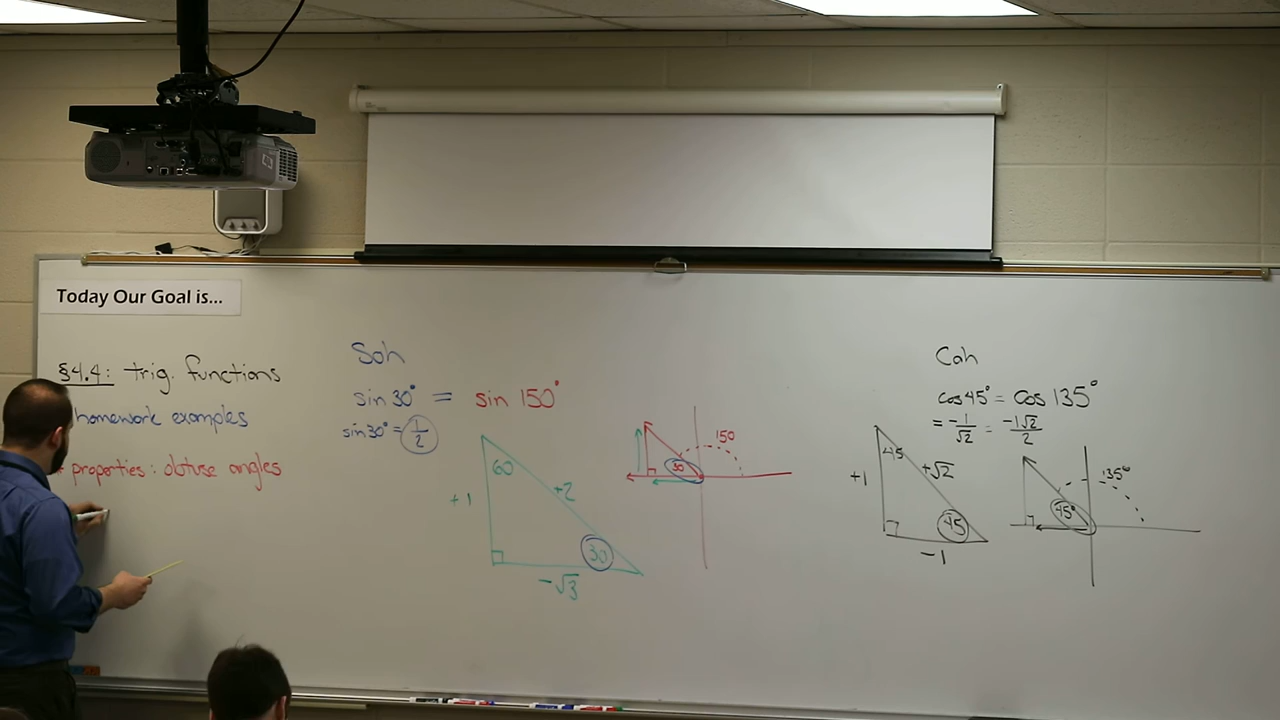 Today Our Goal is...
§4.4: trig. functions
homework examples
properties: obtuse angles
Soh
sin 30° = sin 150°
sin 30° = 1/2
60
+1
+2
30
-√3
150
30
Cah
cos 45° = cos 135°
= -1/√2 = -1√2/2
45
+1
+√2
45
-1
135°
45°